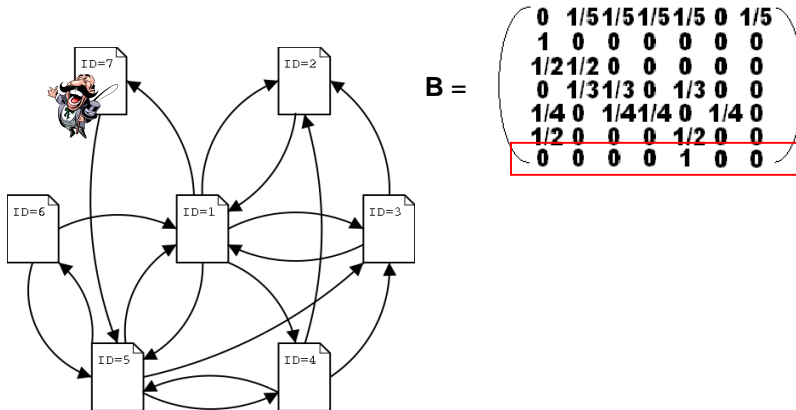 ID=7
ID=2
ID=6
ID=1
ID=3
ID=5
ID=4
B =
0 1/5 1/5 1/5 1/5 0 1/5
1 0 0 0 0 0 0
1/2 1/2 0 0 0 0 0
0 1/3 1/3 0 1/3 0 0
1/4 0 1/4 1/4 0 1/4 0
1/2 0 0 0 1/2 0 0
0 0 0 0 1 0 0